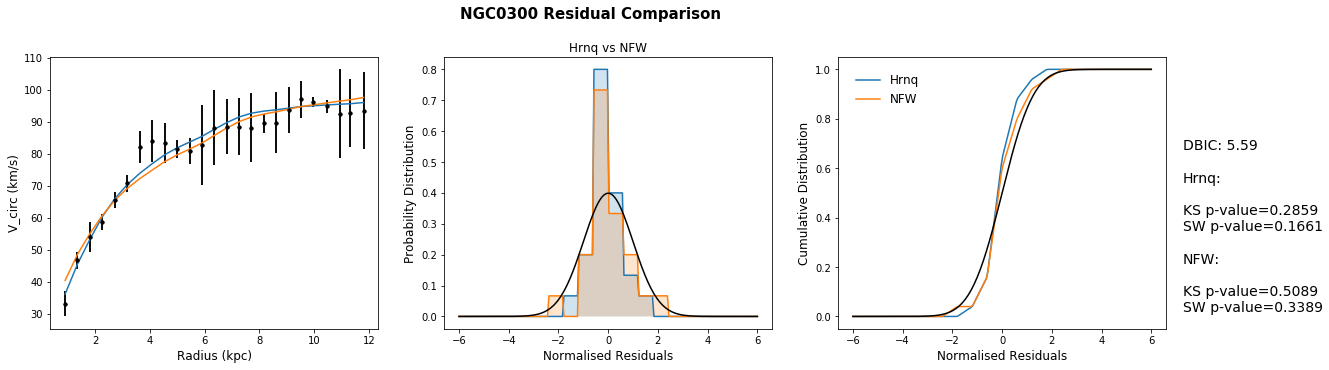 NGC0300 Residual Comparison
110
100
90
80
70
60
50
40
30
V_circ (km/s)
2
4
6
8
10
12
Radius (kpc)
Hrnq vs NFW
0.8
0.7
0.6
0.5
0.4
0.3
0.2
0.1
0.0
Probability Distribution
−6
−4
−2
0
2
4
6
Normalised Residuals
1.0
0.8
0.6
0.4
0.2
0.0
Cumulative Distribution
Hrnq
NFW
−6
−4
−2
0
2
4
6
Normalised Residuals
DBIC: 5.59
Hrnq:
KS p-value=0.2859
SW p-value=0.1661
NFW:
KS p-value=0.5089
SW p-value=0.3389